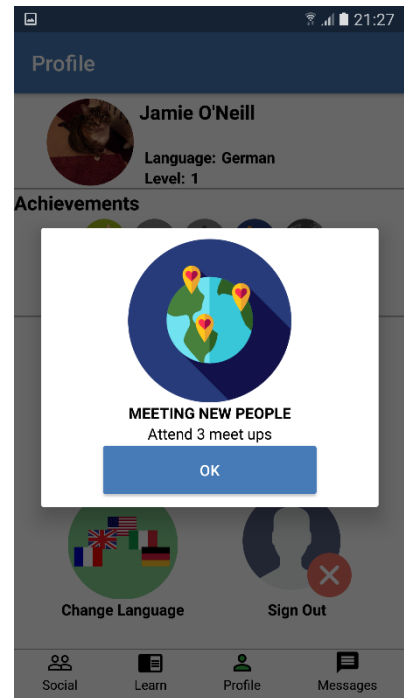 21:27
Profile
Jamie O'Neill
Language: German
Level: 1
Achievements
MEETING NEW PEOPLE
Attend 3 meet ups
OK
Change Language
Sign Out
Social
Learn
Profile
Messages